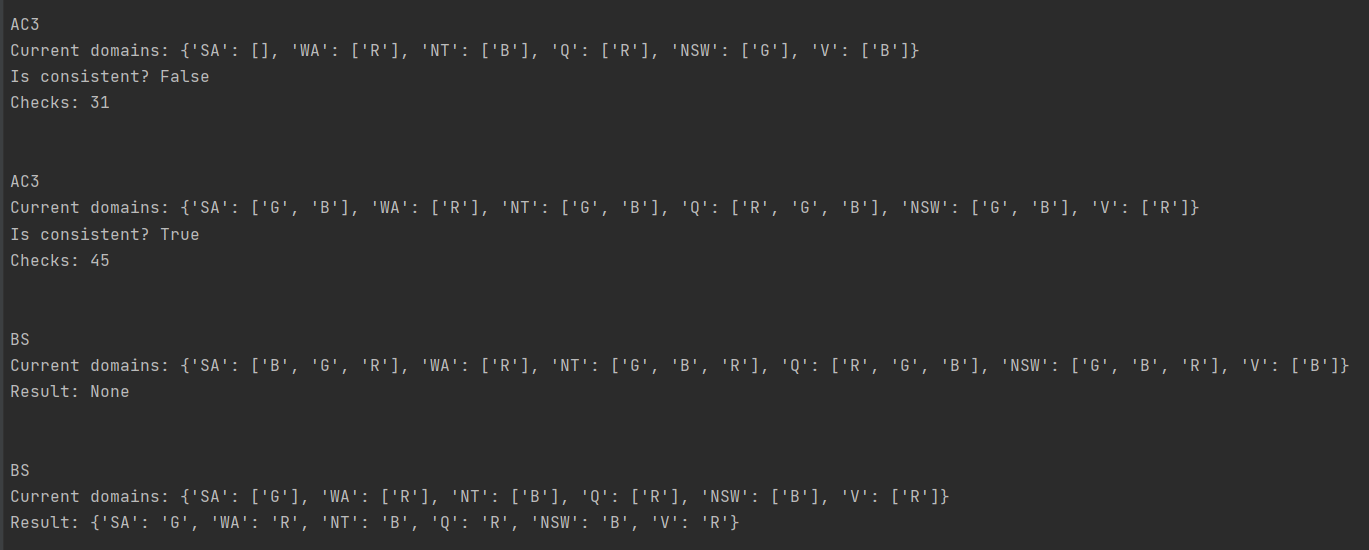 AC3
Current domains: {'SA': [], 'WA': ['R'], 'NT': ['B'], 'Q': ['R'], 'NSW': ['G'], 'V': ['B']}
Is consistent? False
Checks: 31
AC3
Current domains: {'SA': ['G', 'B'], 'WA': ['R'], 'NT': ['G', 'B'], 'Q': ['R', 'G', 'B'], 'NSW': ['G', 'B'], 'V': ['R']}
Is consistent? True
Checks: 45
BS
Current domains: {'SA': ['B', 'G', 'R'], 'WA': ['R'], 'NT': ['G', 'B', 'R'], 'Q': ['R', 'G', 'B'], 'NSW': ['G', 'B', 'R'], 'V': ['B']}
Result: None
BS
Current domains: {'SA': ['G'], 'WA': ['R'], 'NT': ['B'], 'Q': ['R'], 'NSW': ['B'], 'V': ['R']}
Result: {'SA': 'G', 'WA': 'R', 'NT': 'B', 'Q': 'R', 'NSW': 'B', 'V': 'R'}